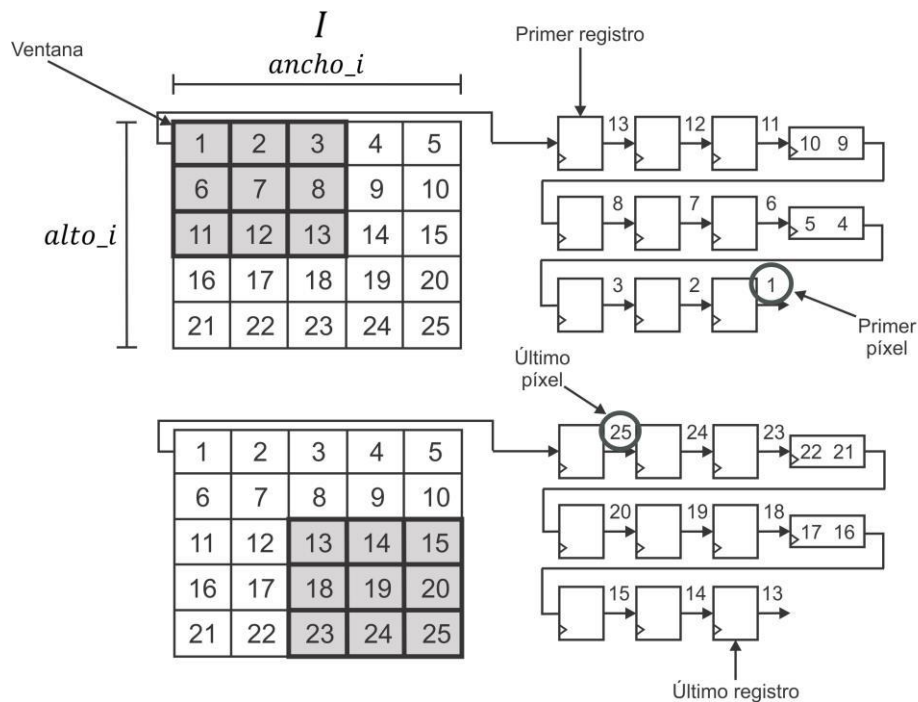 I
Ventana
ancho_i
Primer registro
13 12 11
1 2 3 4 5
10 9
6 7 8 9 10
8 7 6
alto_i
11 12 13 14 15
5 4
16 17 18 19 20
3 2 1
21 22 23 24 25
Primer
píxel
Último
píxel
25 24 23
1 2 3 4 5
22 21
6 7 8 9 10
20 19 18
11 12 13 14 15
17 16
16 17 18 19 20
15 14 13
21 22 23 24 25
Último registro